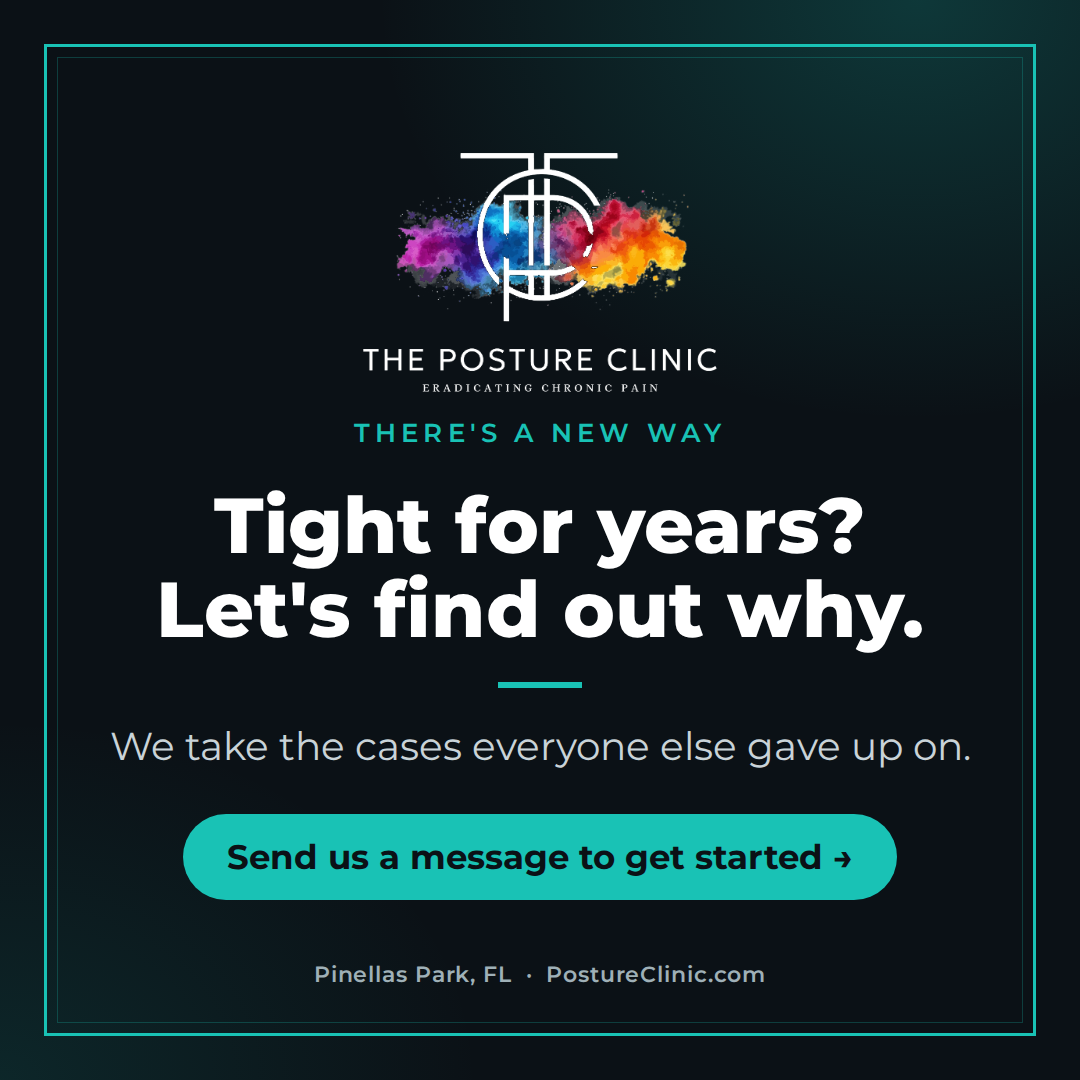 THE POSTURE CLINIC
ERADICATING CHRONIC PAIN
THERE'S A NEW WAY
Tight for years?
Let's find out why.
We take the cases everyone else gave up on.
Send us a message to get started →
Pinellas Park, FL · PostureClinic.com